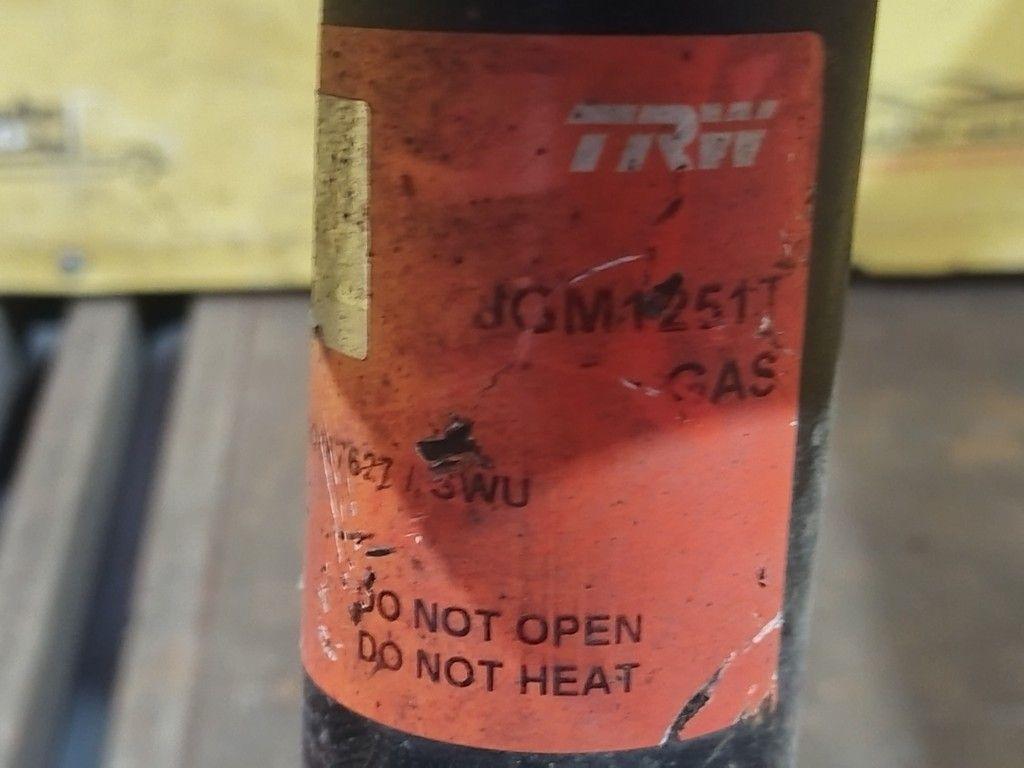 TRW
JGM1251T
GAS
DO NOT OPEN
DO NOT HEAT